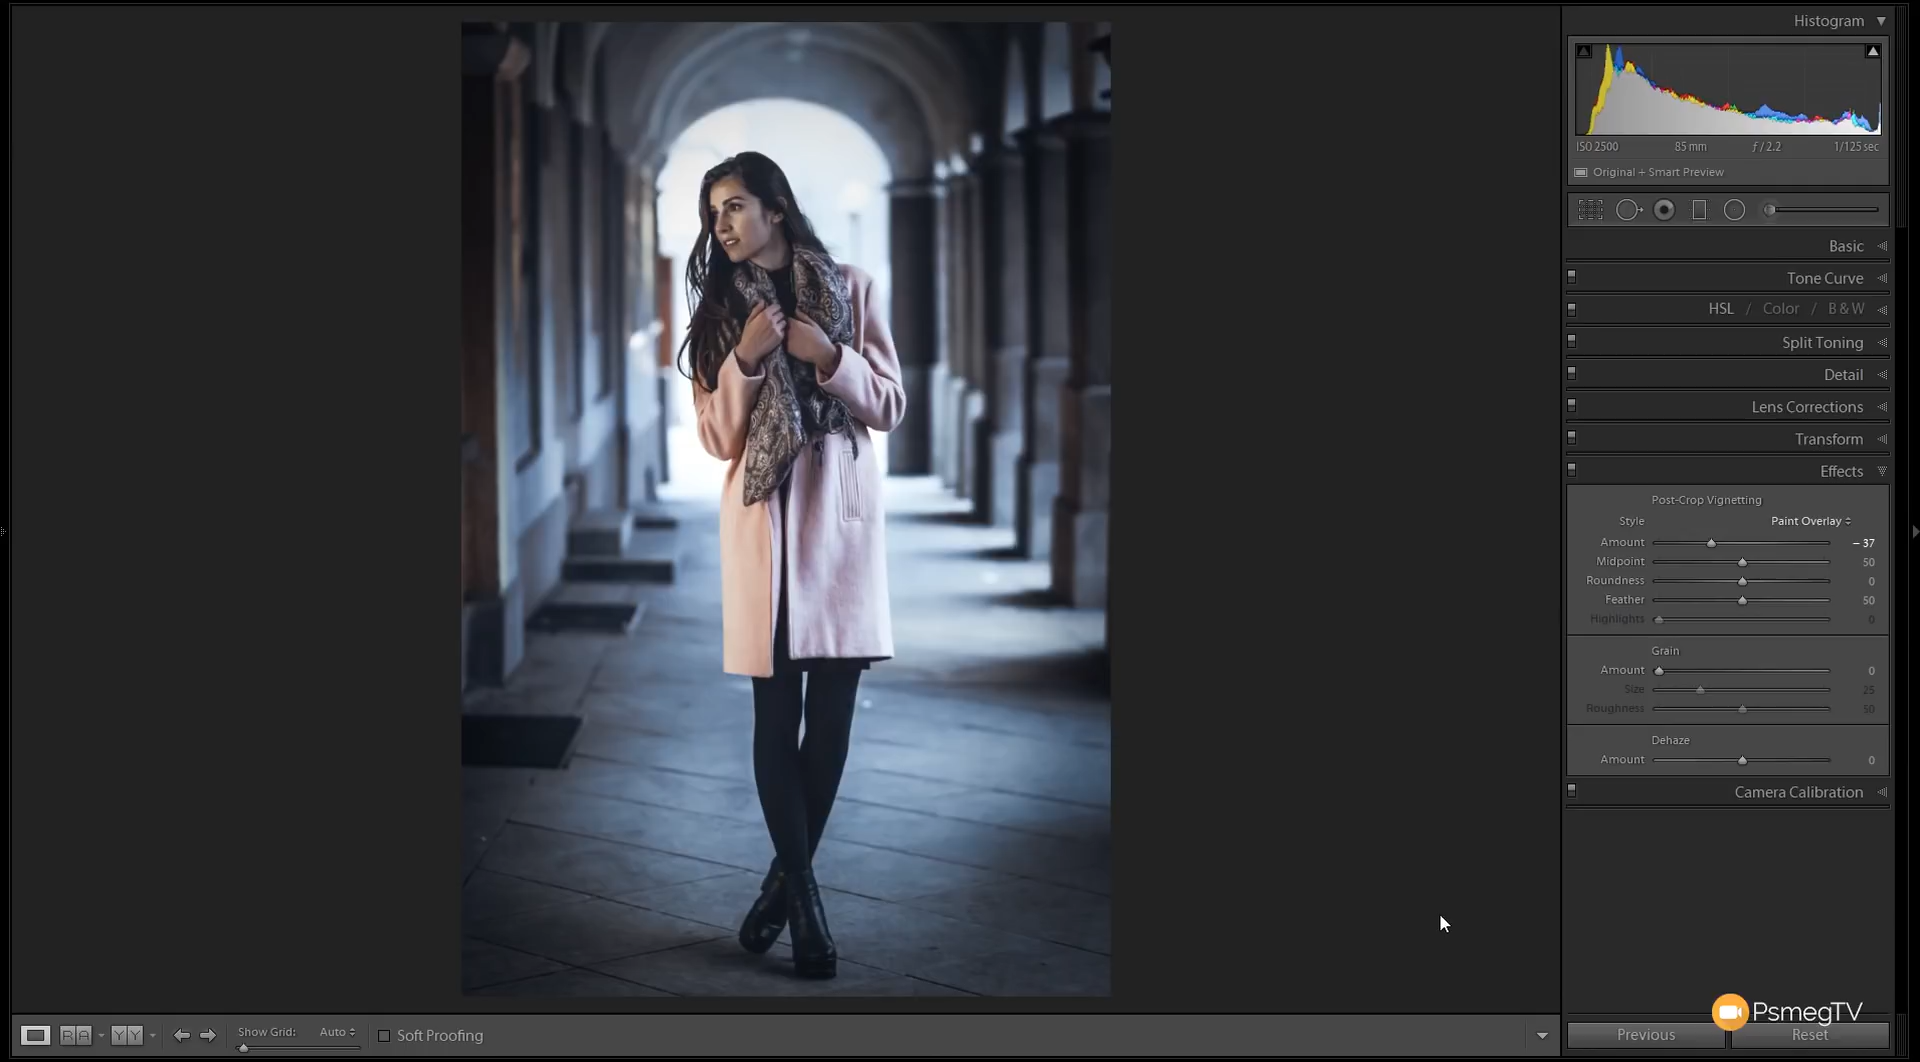 Histogram
ISO 2500 85 mm ƒ / 2.2 1/125 sec
Original + Smart Preview
Basic
Tone Curve
HSL / Color / B & W
Split Toning
Detail
Lens Corrections
Transform
Effects
Post-Crop Vignetting
Style Paint Overlay
Amount – 37
Midpoint 50
Roundness 0
Feather 50
Highlights 0
Grain
Amount 0
Size 25
Roughness 50
Dehaze
Amount 0
Camera Calibration
PsmegTV
R A Y Y Show Grid: Auto Soft Proofing
Previous Reset